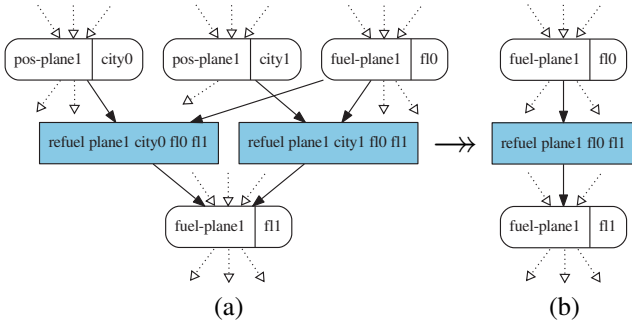 pos-plane1 city0 pos-plane1 city1 fuel-plane1 fl0 fuel-plane1 fl0
refuel plane1 city0 fl0 fl1 refuel plane1 city1 fl0 fl1 refuel plane1 fl0 fl1
fuel-plane1 fl1 fuel-plane1 fl1
(a) (b)